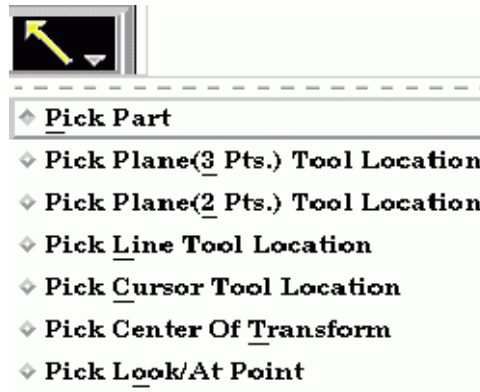 Pick Part
Pick Plane(3 Pts.) Tool Location
Pick Plane(2 Pts.) Tool Location
Pick Line Tool Location
Pick Cursor Tool Location
Pick Center Of Transform
Pick Look/At Point